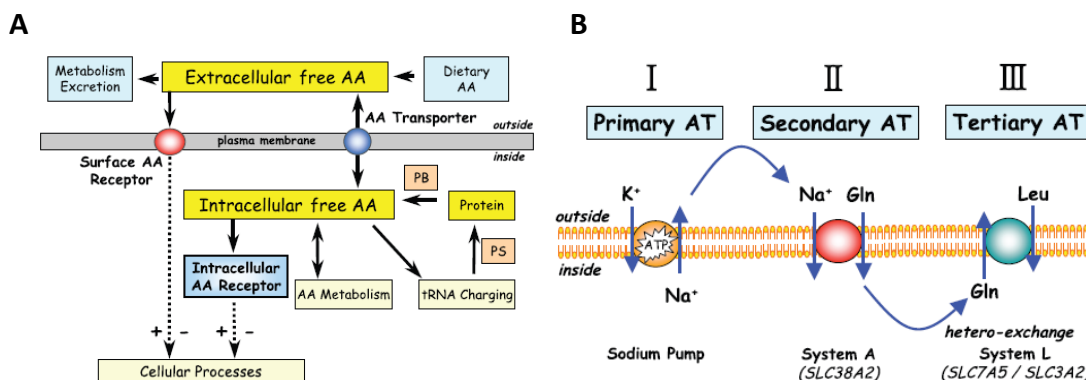 A
Metabolism
Excretion
Extracellular free AA
Dietary
AA
AA Transporter
outside
plasma membrane
inside
Surface AA
Receptor
PB
Intracellular free AA
Protein
PS
Intracellular
AA Receptor
AA Metabolism
tRNA Charging
+ -
+ -
Cellular Processes
B
I
II
III
Primary AT
Secondary AT
Tertiary AT
K⁺
Na⁺
Gln
Leu
outside
ATP
inside
Na⁺
Gln
hetero-exchange
Sodium Pump
System A
(SLC38A2)
System L
(SLC7A5 / SLC3A2)